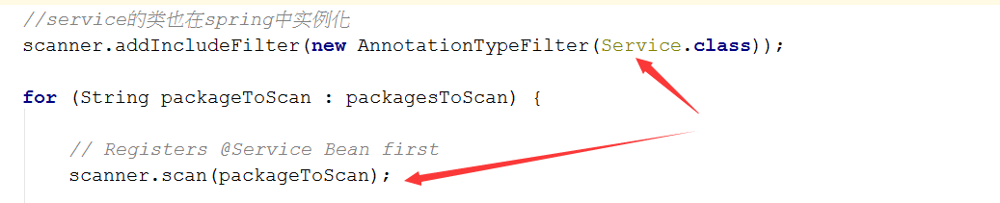 //service的类也在spring中实例化
scanner.addIncludeFilter(new AnnotationTypeFilter(Service.class));
for (String packageToScan : packagesToScan) {
// Registers @Service Bean first
scanner.scan(packageToScan);